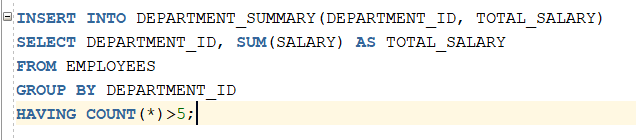 INSERT INTO DEPARTMENT_SUMMARY(DEPARTMENT_ID, TOTAL_SALARY)
SELECT DEPARTMENT_ID, SUM(SALARY) AS TOTAL_SALARY
FROM EMPLOYEES
GROUP BY DEPARTMENT_ID
HAVING COUNT(*)>5;